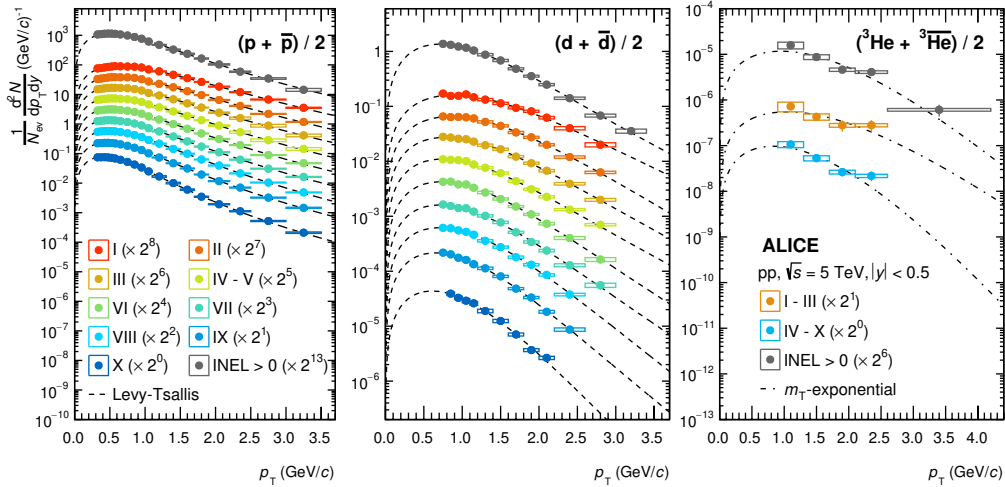 1/N_ev d²N/dp_Tdy (GeV/c)⁻¹
(p + p̅) / 2
10³
10²
10
1
10⁻¹
10⁻²
10⁻³
10⁻⁴
10⁻⁵
10⁻⁶
10⁻⁷
10⁻⁸
10⁻⁹
10⁻¹⁰
I (× 2⁸)
II (× 2⁷)
III (× 2⁶)
IV - V (× 2⁵)
VI (× 2⁴)
VII (× 2³)
VIII (× 2²)
IX (× 2¹)
X (× 2⁰)
INEL > 0 (× 2¹³)
Levy-Tsallis
0.0 0.5 1.0 1.5 2.0 2.5 3.0 3.5
p_T (GeV/c)
(d + d̅) / 2
1
10⁻¹
10⁻²
10⁻³
10⁻⁴
10⁻⁵
10⁻⁶
0.0 0.5 1.0 1.5 2.0 2.5 3.0 3.5
p_T (GeV/c)
(³He + ³H̅e̅) / 2
10⁻⁴
10⁻⁵
10⁻⁶
10⁻⁷
10⁻⁸
10⁻⁹
10⁻¹⁰
10⁻¹¹
10⁻¹²
10⁻¹³
ALICE
pp, √s = 5 TeV, |y| < 0.5
I - III (× 2¹)
IV - X (× 2⁰)
INEL > 0 (× 2⁶)
m_T-exponential
0.0 0.5 1.0 1.5 2.0 2.5 3.0 3.5 4.0
p_T (GeV/c)